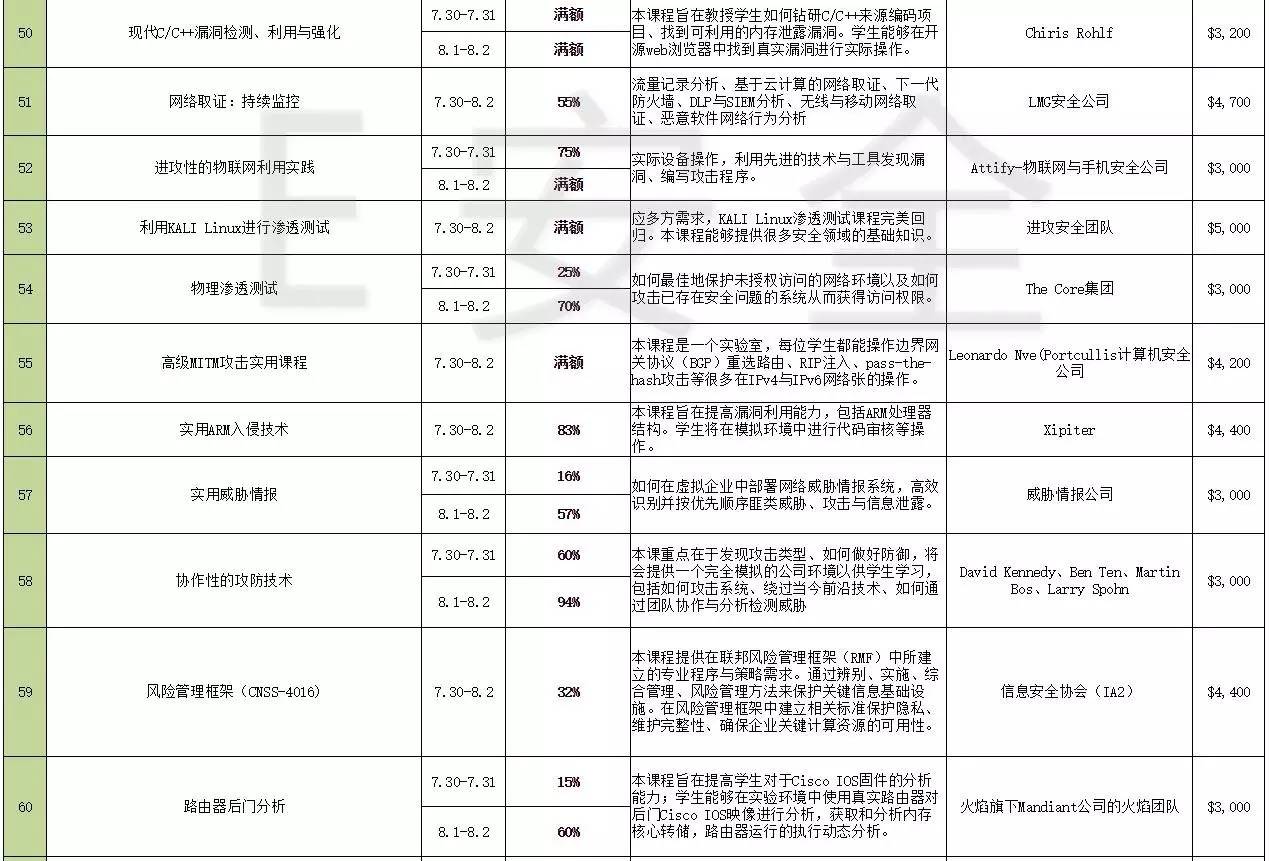 50
现代C/C++漏洞检测、利用与强化
7.30-7.31
满额
8.1-8.2
满额
本课程旨在教授学生如何钻研C/C++来源编码项
目、找到可利用的内存泄露漏洞。学生能够在开
源web浏览器中找到真实漏洞进行实际操作。
Chiris Rohlf
$3,200
51
网络取证：持续监控
7.30-8.2
55%
流量记录分析、基于云计算的网络取证、下一代
防火墙、DLP与SIEM分析、无线与移动网络取
证、恶意软件网络行为分析
LMG安全公司
$4,700
52
进攻性的物联网利用实践
7.30-7.31
75%
8.1-8.2
满额
实际设备操作，利用先进的技术与工具发现漏
洞、编写攻击程序。
Attify-物联网与手机安全公司
$3,000
53
利用KALI Linux进行渗透测试
7.30-8.2
满额
应多方需求，KALI Linux渗透测试课程完美回
归。本课程能够提供很多安全领域的基础知识。
进攻安全团队
$5,000
54
物理渗透测试
7.30-7.31
25%
8.1-8.2
70%
如何最佳地保护未授权访问的网络环境以及如何
攻击已存在安全问题的系统从而获得访问权限。
The Core集团
$3,000
55
高级MITM攻击实用课程
7.30-8.2
满额
本课程是一个实验室，每位学生都能操作边界网
关协议（BGP）重选路由、RIP注入、pass-the-
hash攻击等很多在IPv4与IPv6网络张的操作。
Leonardo Nve(Portcullis计算机安全
公司
$4,200
56
实用ARM入侵技术
7.30-8.2
83%
本课程旨在提高漏洞利用能力，包括ARM处理器
结构。学生将在模拟环境中进行代码审核等操
作。
Xipiter
$4,400
57
实用威胁情报
7.30-7.31
16%
8.1-8.2
57%
如何在虚拟企业中部署网络威胁情报系统，高效
识别并按优先顺序匪类威胁、攻击与信息泄露。
威胁情报公司
$3,000
58
协作性的攻防技术
7.30-7.31
60%
8.1-8.2
94%
本课重点在于发现攻击类型、如何做好防御，将
会提供一个完全模拟的公司环境以供学生学习，
包括如何攻击系统、绕过当今前沿技术、如何通
过团队协作与分析检测威胁
David Kennedy、Ben Ten、Martin
Bos、Larry Spohn
$3,000
59
风险管理框架（CNSS-4016)
7.30-8.2
32%
本课程提供在联邦风险管理框架（RMF）中所建
立的专业程序与策略需求。通过辨别、实施、综
合管理、风险管理方法来保护关键信息基础设
施。在风险管理框架中建立相关标准保护隐私、
维护完整性、确保企业关键计算资源的可用性。
信息安全协会（IA2）
$4,400
60
路由器后门分析
7.30-7.31
15%
8.1-8.2
60%
本课程旨在提高学生对于Cisco IOS固件的分析
能力；学生能够在实验环境中使用真实路由器对
后门Cisco IOS映像进行分析，获取和分析内存
核心转储，路由器运行的执行动态分析。
火焰旗下Mandiant公司的火焰团队
$3,000
E安全